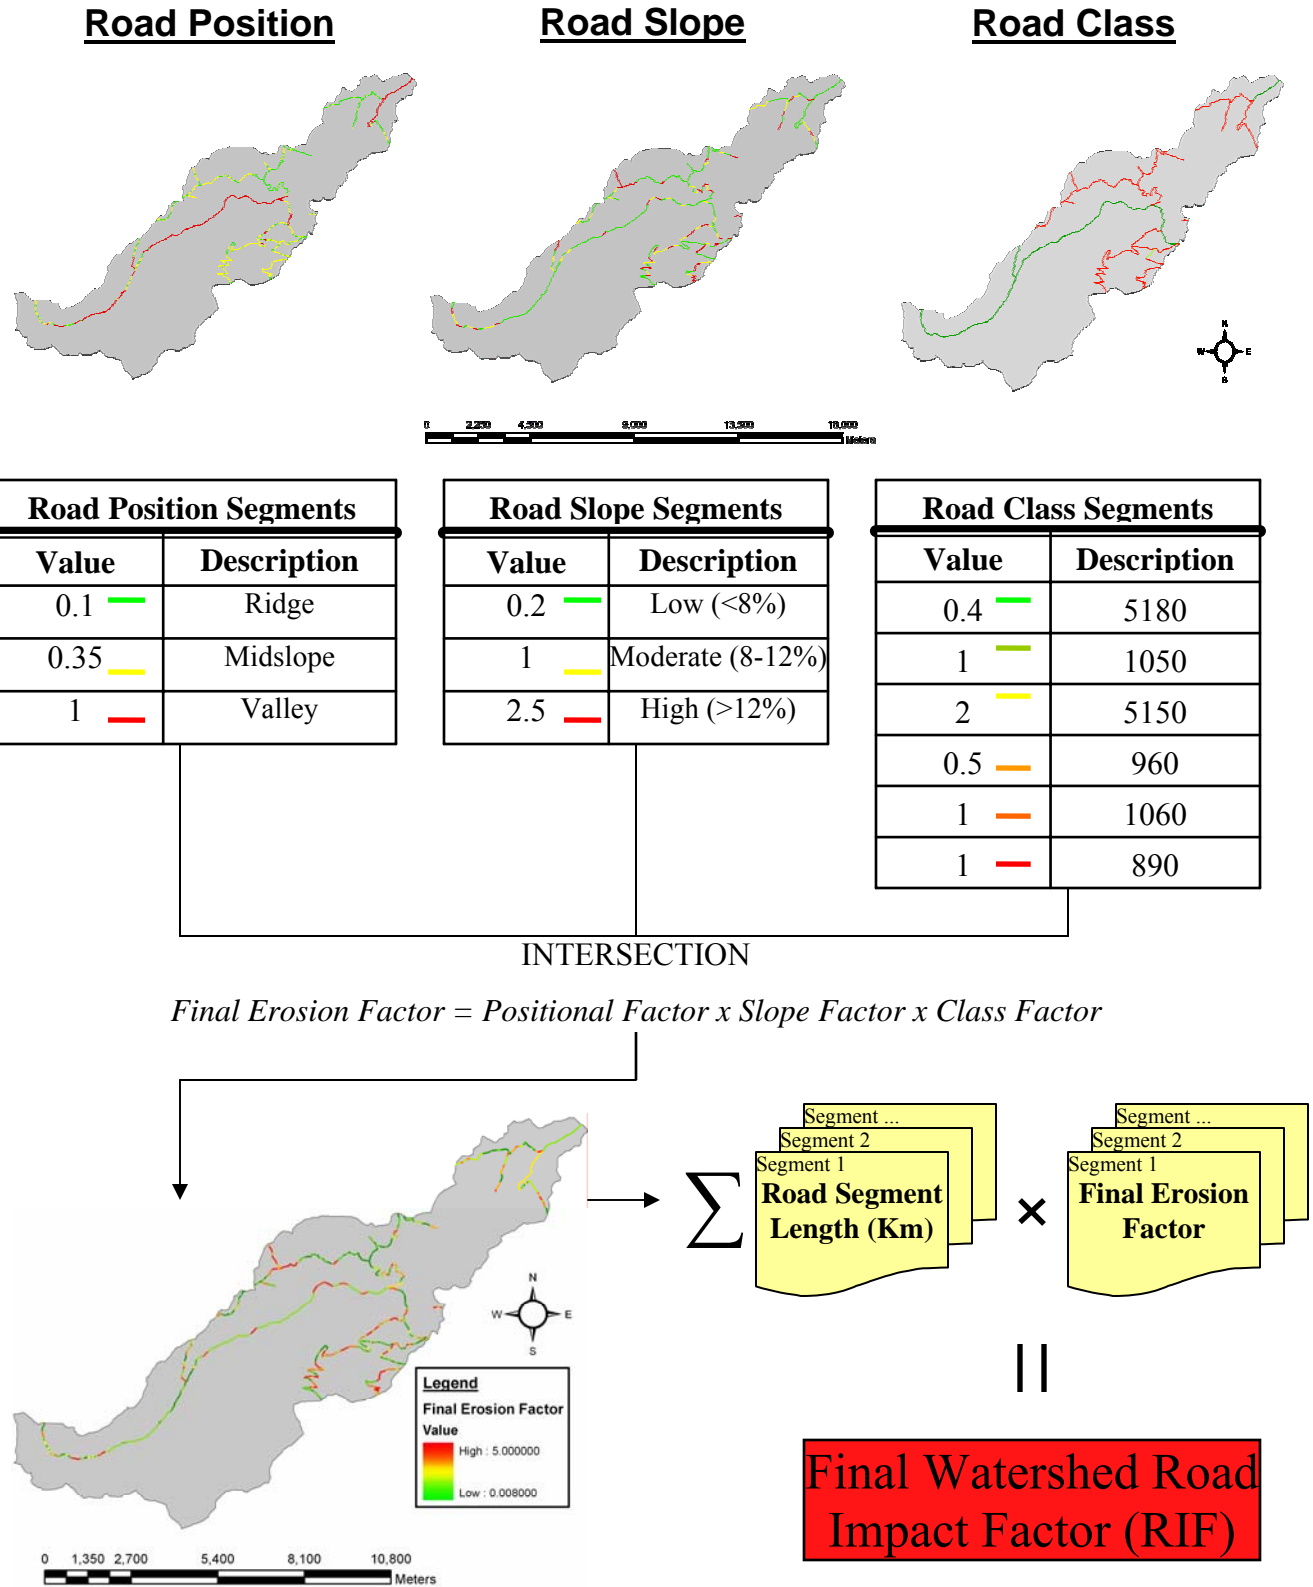 Road Position
Road Slope
Road Class
N
W E
S
0 2,250 4,500 9,000 13,500 18,000
Meters
Road Position Segments
Value Description
0.1 Ridge
0.35 Midslope
1 Valley
Road Slope Segments
Value Description
0.2 Low (<8%)
1 Moderate (8-12%)
2.5 High (>12%)
Road Class Segments
Value Description
0.4 5180
1 1050
2 5150
0.5 960
1 1060
1 890
INTERSECTION
Final Erosion Factor = Positional Factor x Slope Factor x Class Factor
Segment ...
Segment 2
Segment 1
Road Segment
Length (Km)
∑
×
Segment ...
Segment 2
Segment 1
Final Erosion
Factor
N
W E
S
Legend
Final Erosion Factor
Value
High : 5.000000
Low : 0.008000
0 1,350 2,700 5,400 8,100 10,800
Meters
Final Watershed Road
Impact Factor (RIF)